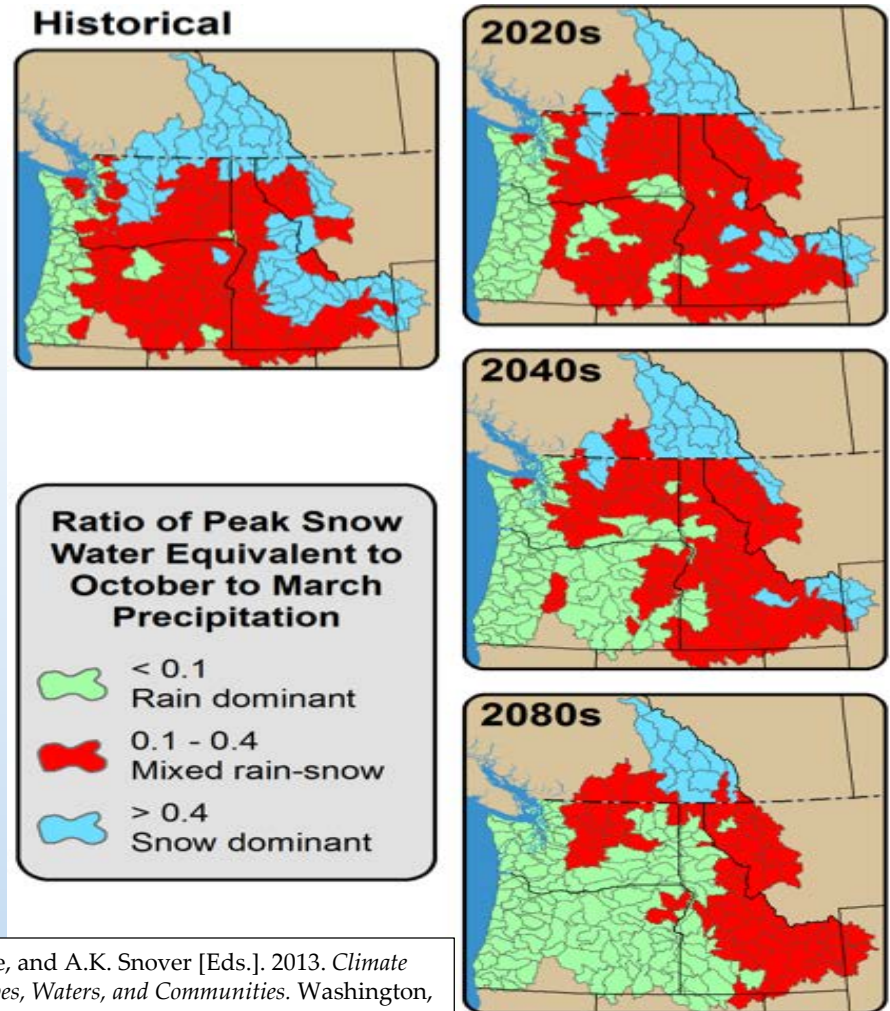 Historical
2020s
2040s
2080s
Ratio of Peak Snow
Water Equivalent to
October to March
Precipitation
< 0.1
Rain dominant
0.1 - 0.4
Mixed rain-snow
> 0.4
Snow dominant
e, and A.K. Snover [Eds.]. 2013. Climate
es, Waters, and Communities. Washington,